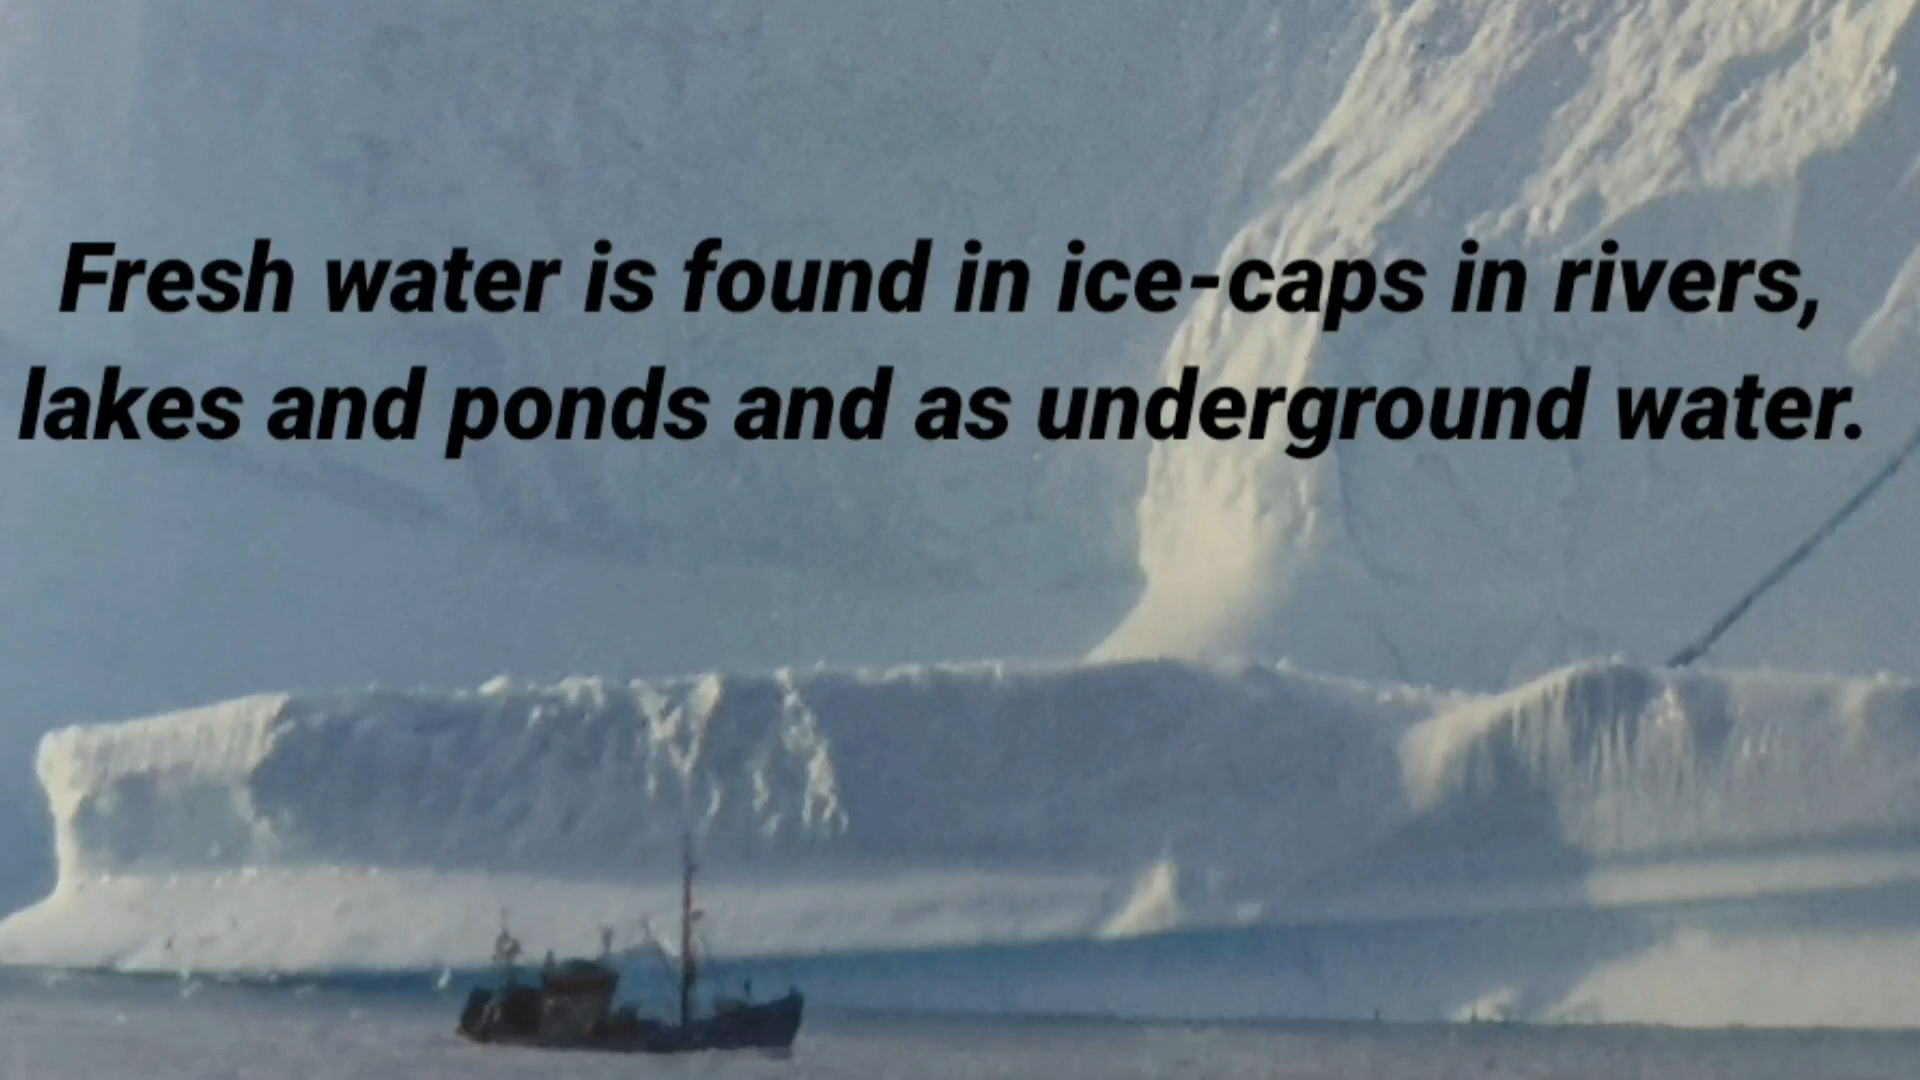 Fresh water is found in ice-caps in rivers,
lakes and ponds and as underground water.